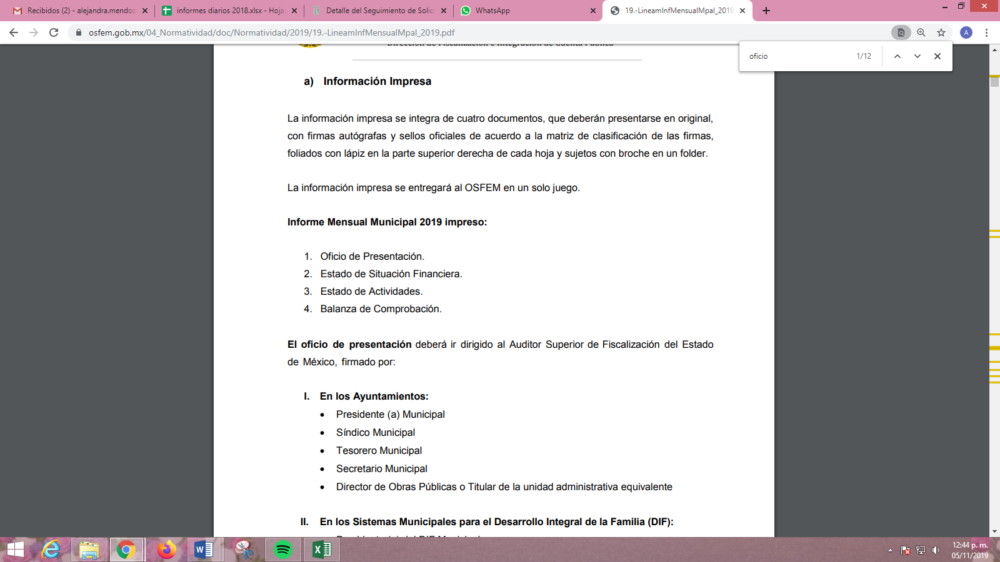 Recibidos (2) - alejandra.mendoz
informes diarios 2018.xlsx - Hoja
Detalle del Seguimiento de Solici
WhatsApp
19.-LineamInfMensualMpal_2019
osfem.gob.mx/04_Normatividad/doc/Normatividad/2019/19.-LineamInfMensualMpal_2019.pdf
A
oficio
1/12
Dirección de Fiscalización e Integración de Cuenta Pública
a) Información Impresa
La información impresa se integra de cuatro documentos, que deberán presentarse en original,
con firmas autógrafas y sellos oficiales de acuerdo a la matriz de clasificación de las firmas,
foliados con lápiz en la parte superior derecha de cada hoja y sujetos con broche en un folder.
La información impresa se entregará al OSFEM en un solo juego.
Informe Mensual Municipal 2019 impreso:
1. Oficio de Presentación.
2. Estado de Situación Financiera.
3. Estado de Actividades.
4. Balanza de Comprobación.
El oficio de presentación deberá ir dirigido al Auditor Superior de Fiscalización del Estado
de México, firmado por:
I. En los Ayuntamientos:
• Presidente (a) Municipal
• Síndico Municipal
• Tesorero Municipal
• Secretario Municipal
• Director de Obras Públicas o Titular de la unidad administrativa equivalente
II. En los Sistemas Municipales para el Desarrollo Integral de la Familia (DIF):
12:44 p. m.
05/11/2019